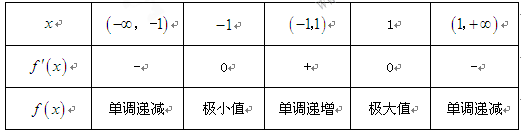 x (-∞, -1) -1 (-1,1) 1 (1,+∞)
f′(x) - 0 + 0 -
f(x) 单调递减 极小值 单调递增 极大值 单调递减